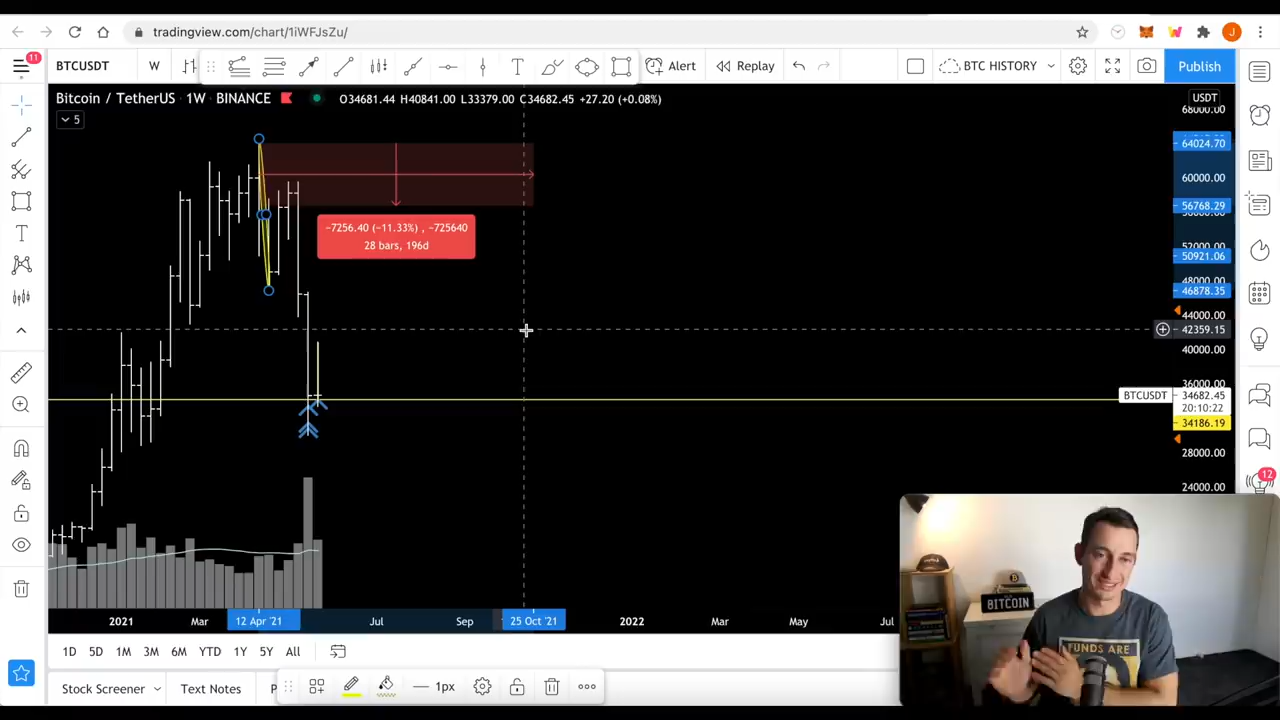 tradingview.com/chart/1iWFJsZu/
J
11
BTCUSDT
W
T
Alert
Replay
BTC HISTORY
Publish
Bitcoin / TetherUS 1W BINANCE
O34681.44 H40841.00 L33379.00 C34682.45 +27.20 (+0.08%)
5
USDT
68000.00
64024.70
60000.00
56768.29
52000.00
50921.06
46878.35
44000.00
42359.15
40000.00
36000.00
BTCUSDT
34682.45
20:10:22
34186.19
28000.00
24000.00
−7256.40 (−11.33%) , −725640
28 bars, 196d
T
12
BITCOIN
FUNDS ARE
2021
Mar
12 Apr '21
Jul
Sep
25 Oct '21
2022
Mar
May
Jul
1D
5D
1M
3M
6M
YTD
1Y
5Y
All
Stock Screener
Text Notes
P
1px